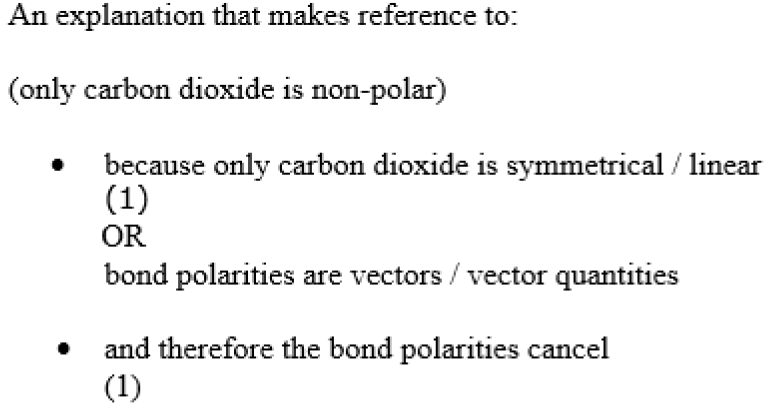 An explanation that makes reference to:
(only carbon dioxide is non-polar)
• because only carbon dioxide is symmetrical / linear
(1)
OR
bond polarities are vectors / vector quantities
• and therefore the bond polarities cancel
(1)